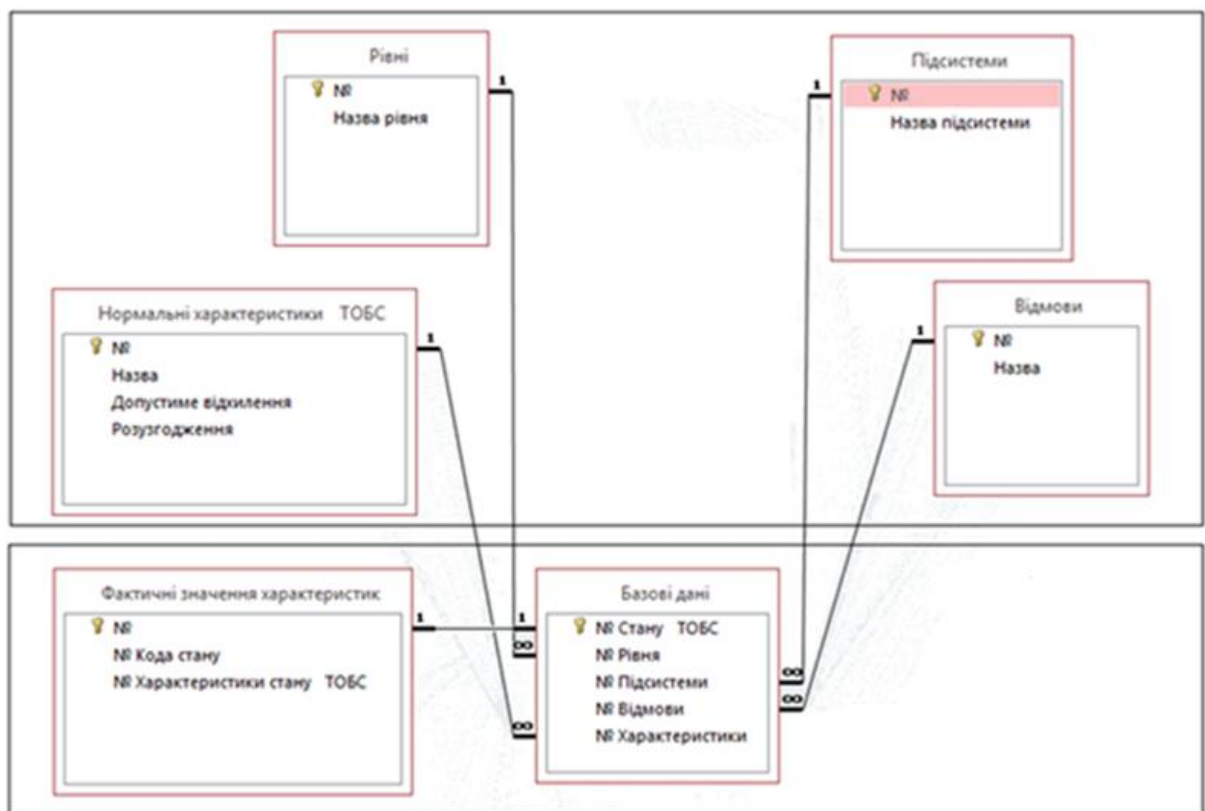 Рівні
№
Назва рівня
1
Підсистеми
№
Назва підсистеми
1
Нормальні характеристики ТОБС
№
Назва
Допустиме відхилення
Розузгодження
1
Відмови
№
Назва
1
Фактичні значення характеристик
№
№ Кода стану
№ Характеристики стану ТОБС
1
1
∞
∞
Базові дані
№ Стану ТОБС
№ Рівня
№ Підсистеми
№ Відмови
№ Характеристики
∞
∞